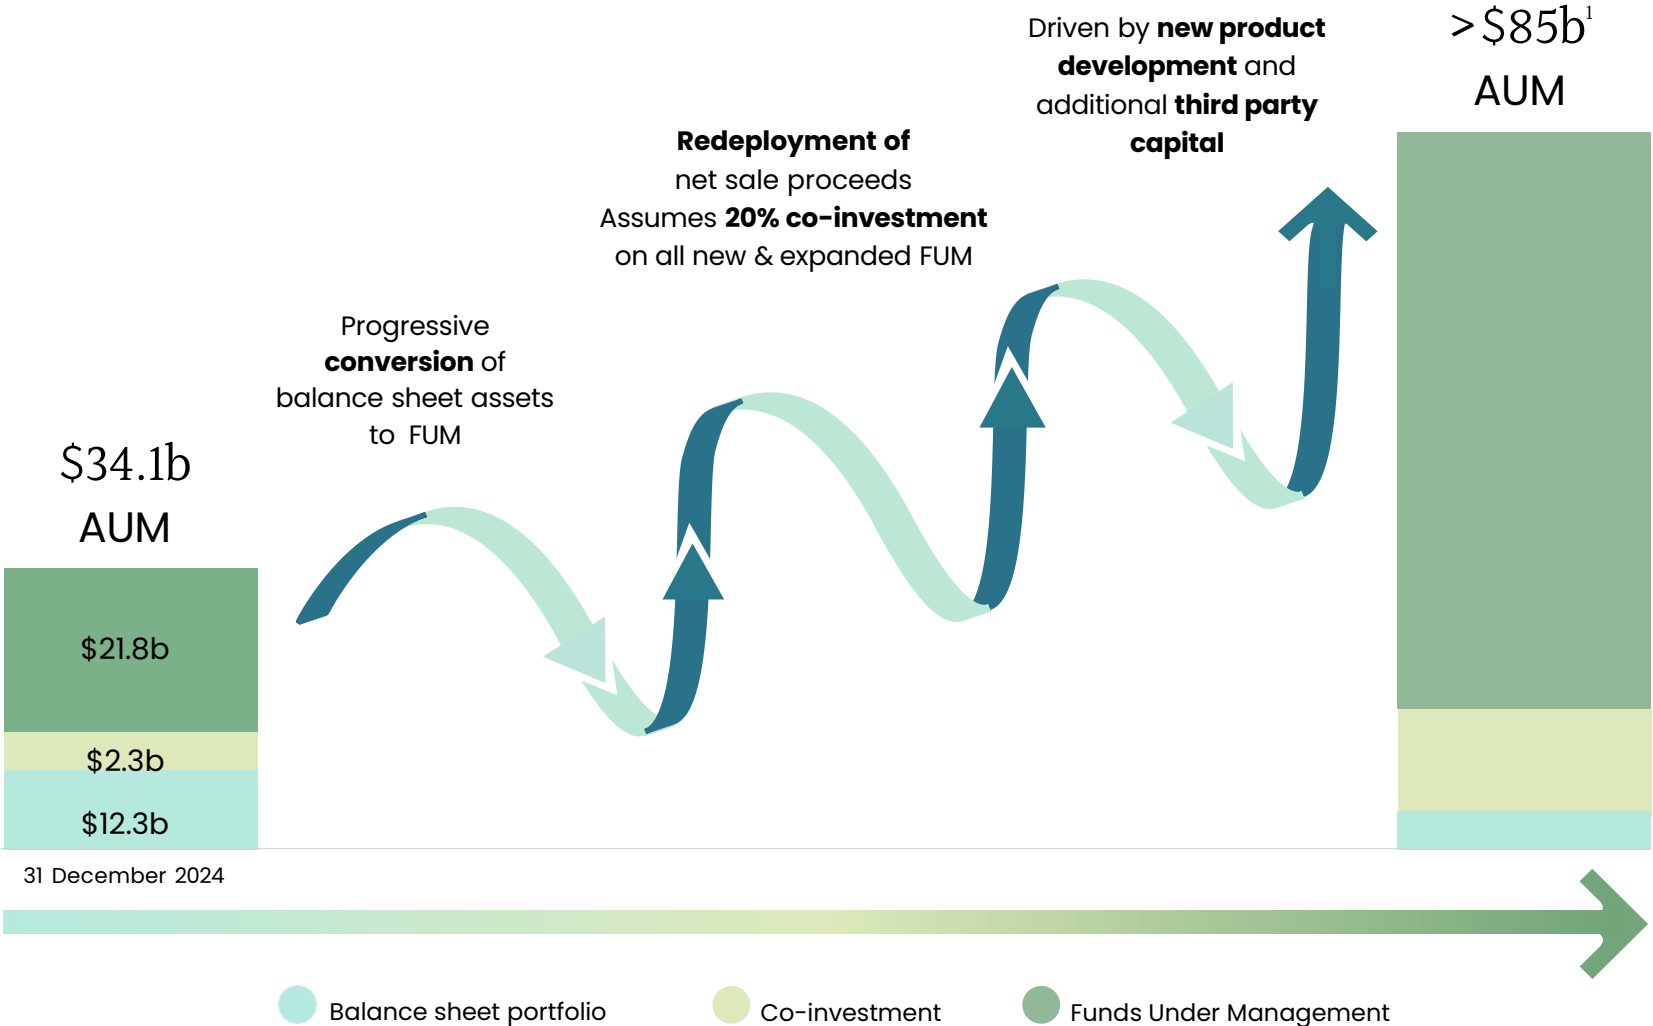 $34.1b
AUM
$21.8b
$2.3b
$12.3b
31 December 2024
Progressive
conversion of
balance sheet assets
to FUM
Redeployment of
net sale proceeds
Assumes 20% co-investment
on all new & expanded FUM
Driven by new product
development and
additional third party
capital
>$85b¹
AUM
Balance sheet portfolio
Co-investment
Funds Under Management